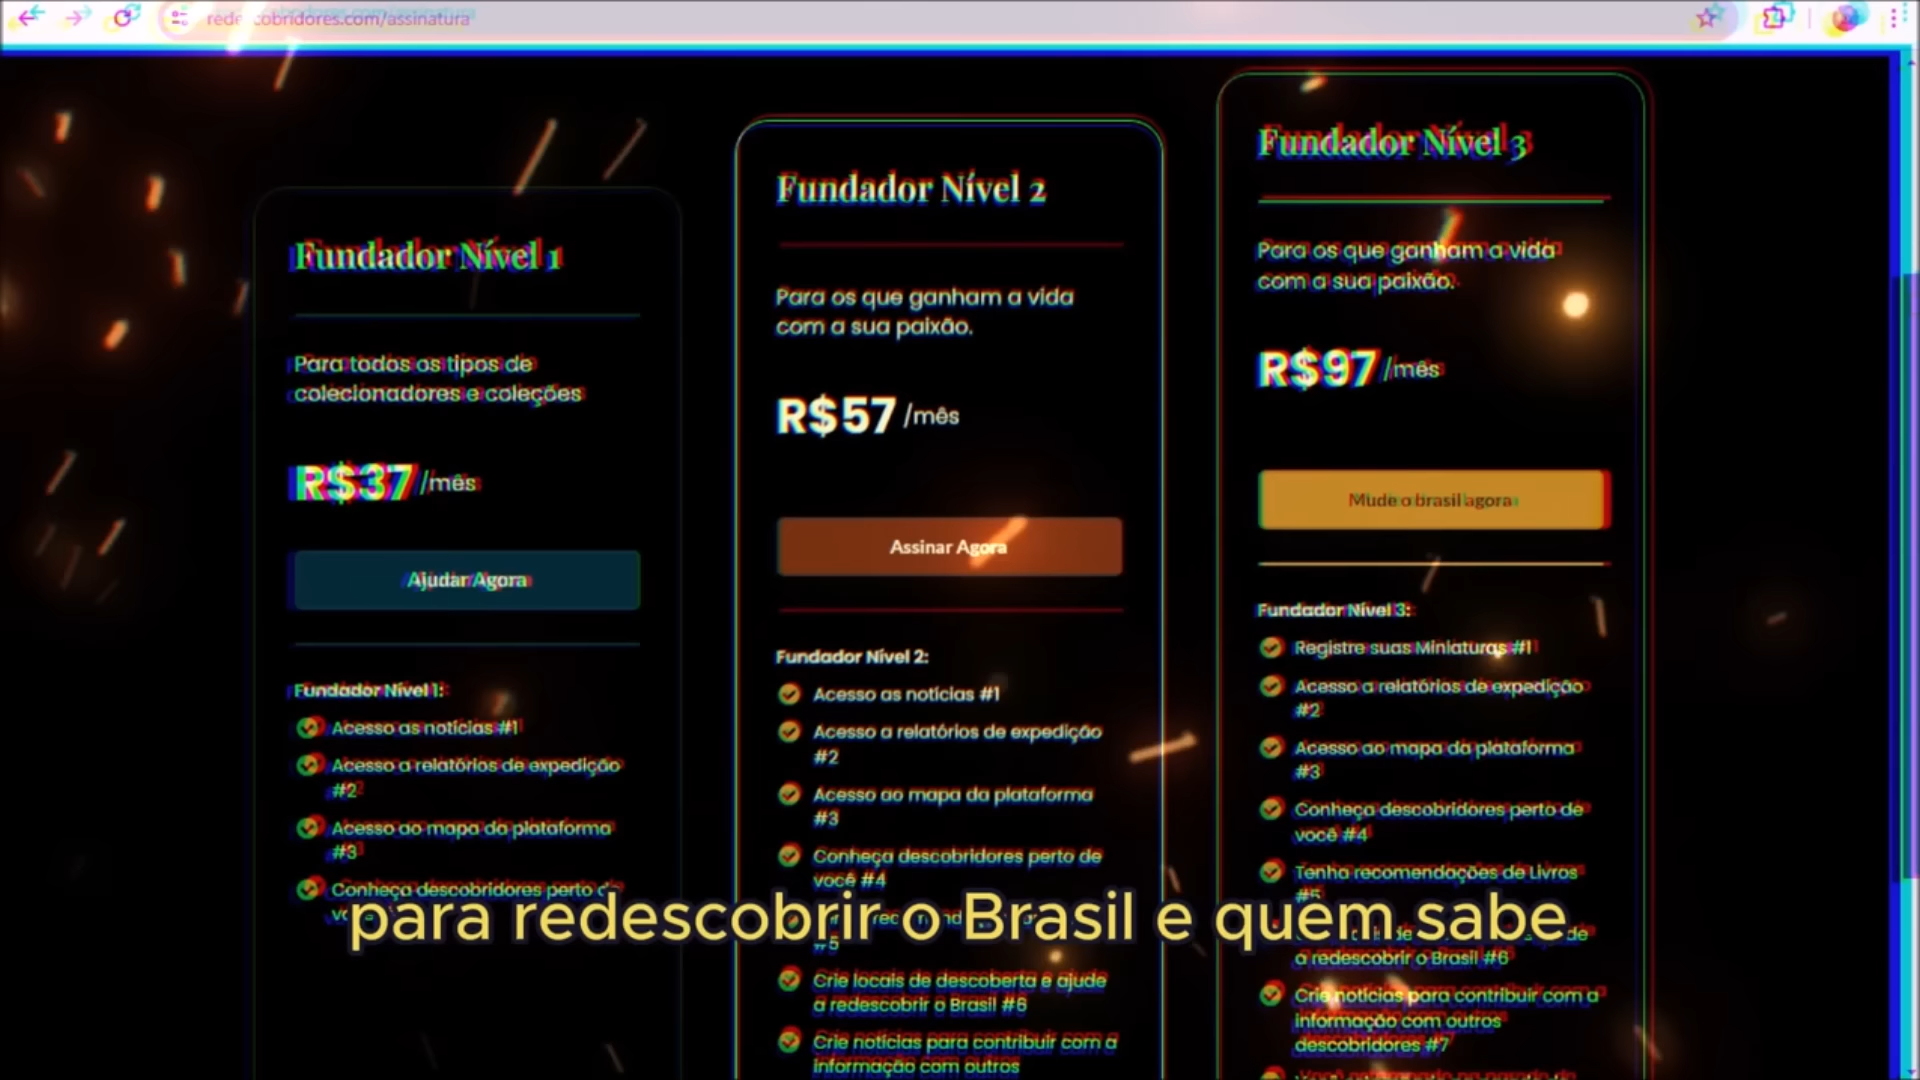 redescobridores.com/assinatura
Fundador Nível 1
Para todos os tipos de
colecionadores e coleções
R$37 /mês
Ajudar Agora
Fundador Nível 1:
Acesso as notícias #1
Acesso a relatórios de expedição
#2
Acesso ao mapa da plataforma
#3
Conheça descobridores perto de
Fundador Nível 2
Para os que ganham a vida
com a sua paixão.
R$57 /mês
Assinar Agora
Fundador Nível 2:
Acesso as notícias #1
Acesso a relatórios de expedição
#2
Acesso ao mapa da plataforma
#3
Conheça descobridores perto de
você #4
#5
Crie locais de descoberta e ajude
a redescobrir o Brasil #6
Crie notícias para contribuir com a
informação com outros
Fundador Nível 3
Para os que ganham a vida
com a sua paixão.
R$97 /mês
Mude o brasil agora
Fundador Nível 3:
Registre suas Miniaturas #1
Acesso a relatórios de expedição
#2
Acesso ao mapa da plataforma
#3
Conheça descobridores perto de
você #4
Tenha recomendações de Livros
#5
a redescobrir o Brasil #6
Crie notícias para contribuir com a
informação com outros
descobridores #7
para redescobrir o Brasil e quem sabe